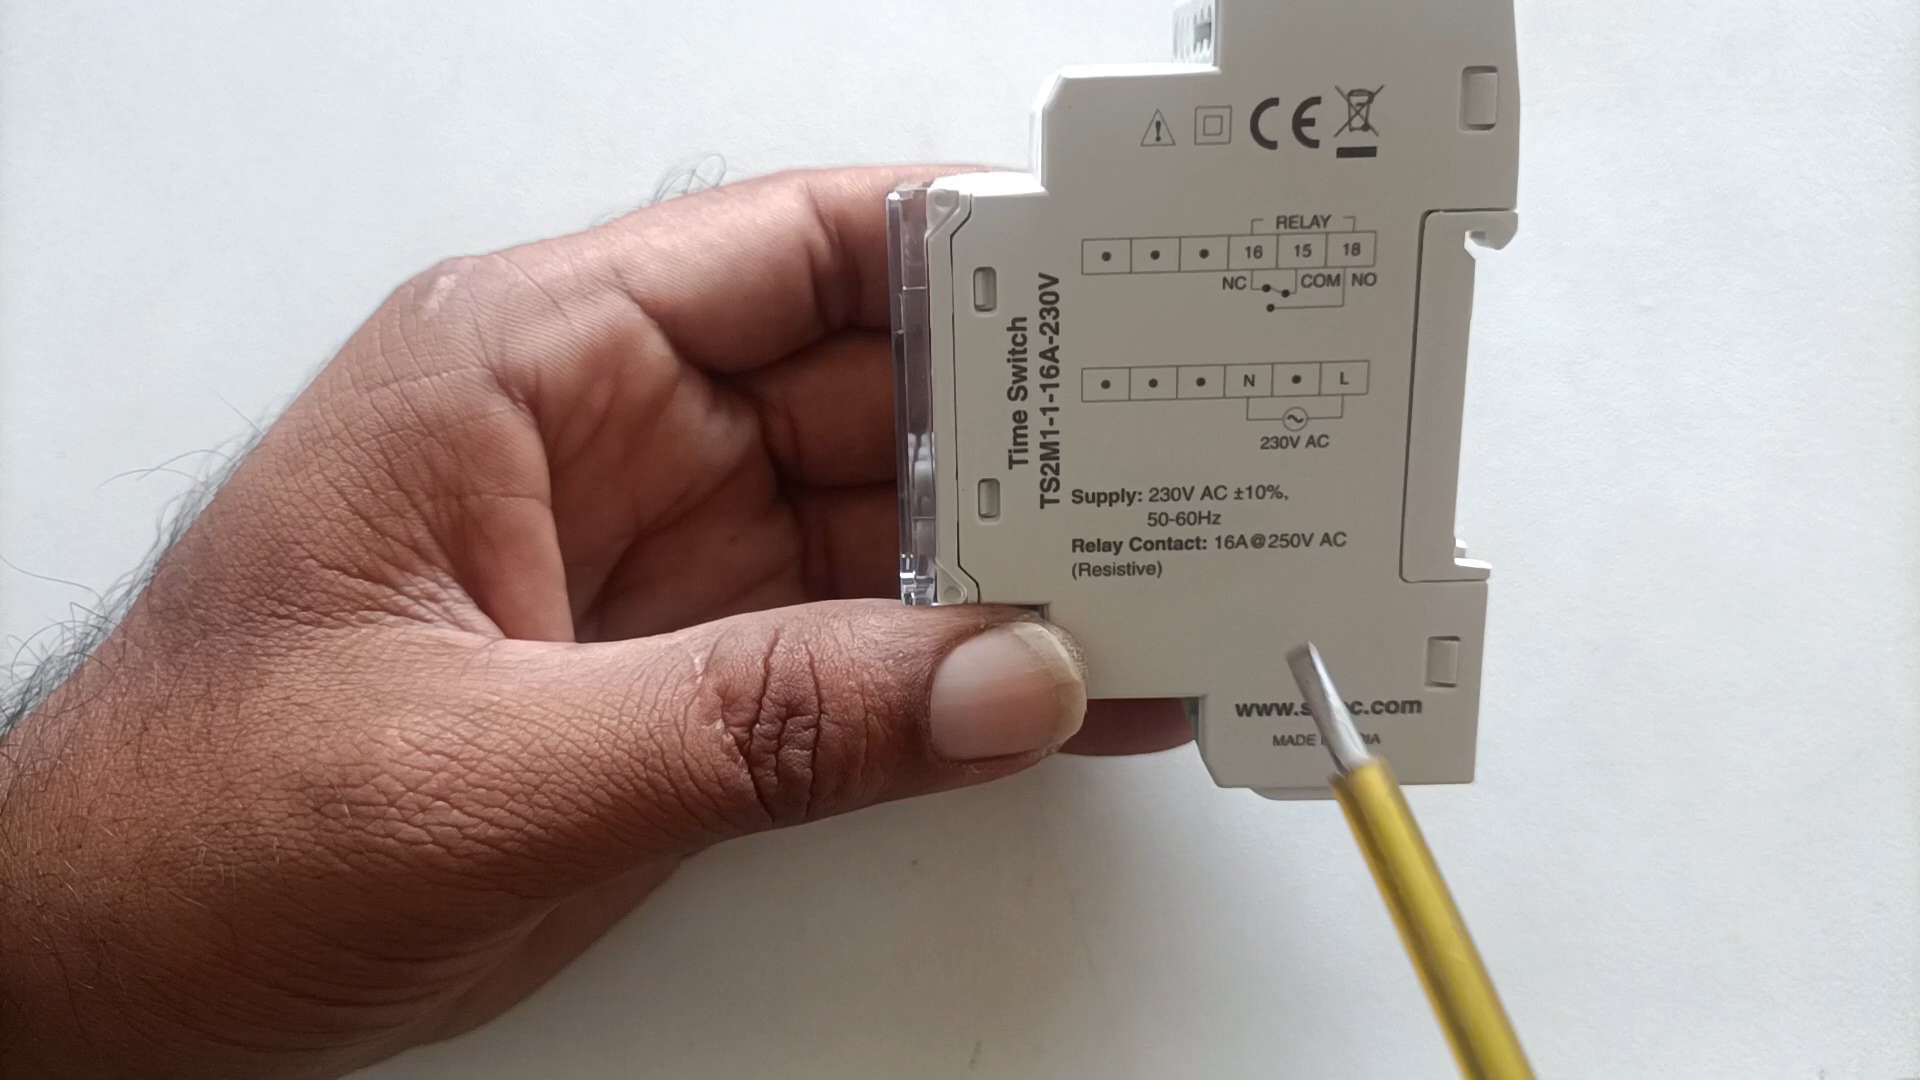 CE
RELAY
16 15 18
NC COM NO
N L
230V AC
Time Switch
TS2M1-1-16A-230V
Supply: 230V AC ±10%,
50-60Hz
Relay Contact: 16A@250V AC
(Resistive)
MADE